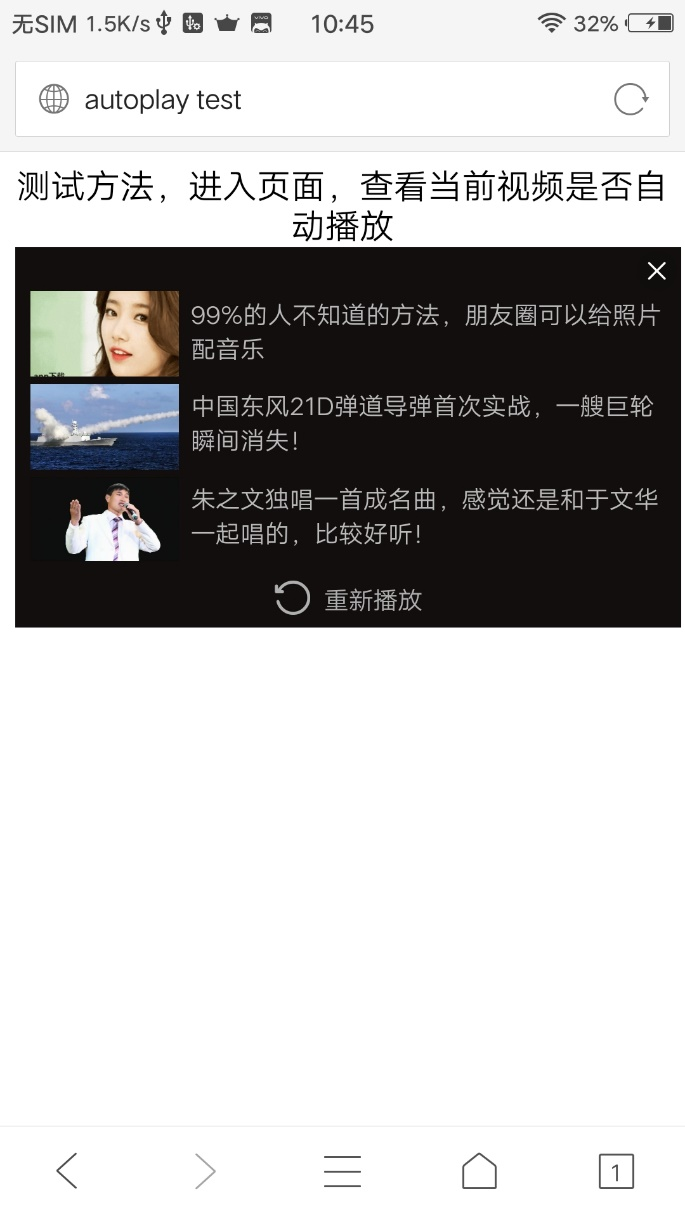 无SIM 1.5K/s 10:45 32%
autoplay test
测试方法，进入页面，查看当前视频是否自
动播放
99%的人不知道的方法，朋友圈可以给照片
配音乐
中国东风21D弹道导弹首次实战，一艘巨轮
瞬间消失！
朱之文独唱一首成名曲，感觉还是和于文华
一起唱的，比较好听！
重新播放
1